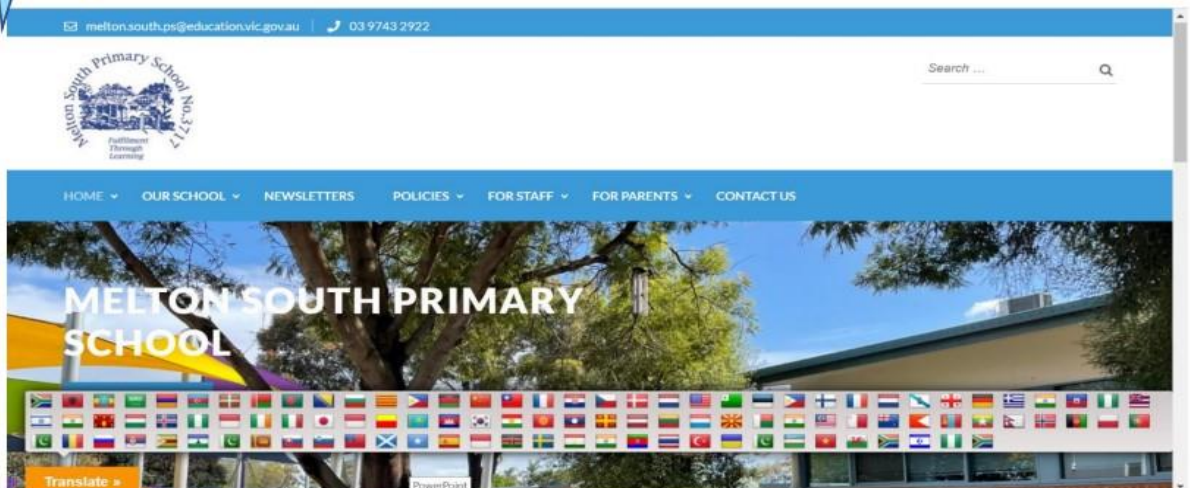 melton.south.ps@education.vic.gov.au | 03 9743 2922
Melton South Primary School No.3717
Fulfilment
Through
Learning
Search ...
HOME OUR SCHOOL NEWSLETTERS POLICIES FOR STAFF FOR PARENTS CONTACT US
MELTON SOUTH PRIMARY
SCHOOL
Translate »
PowerPoint